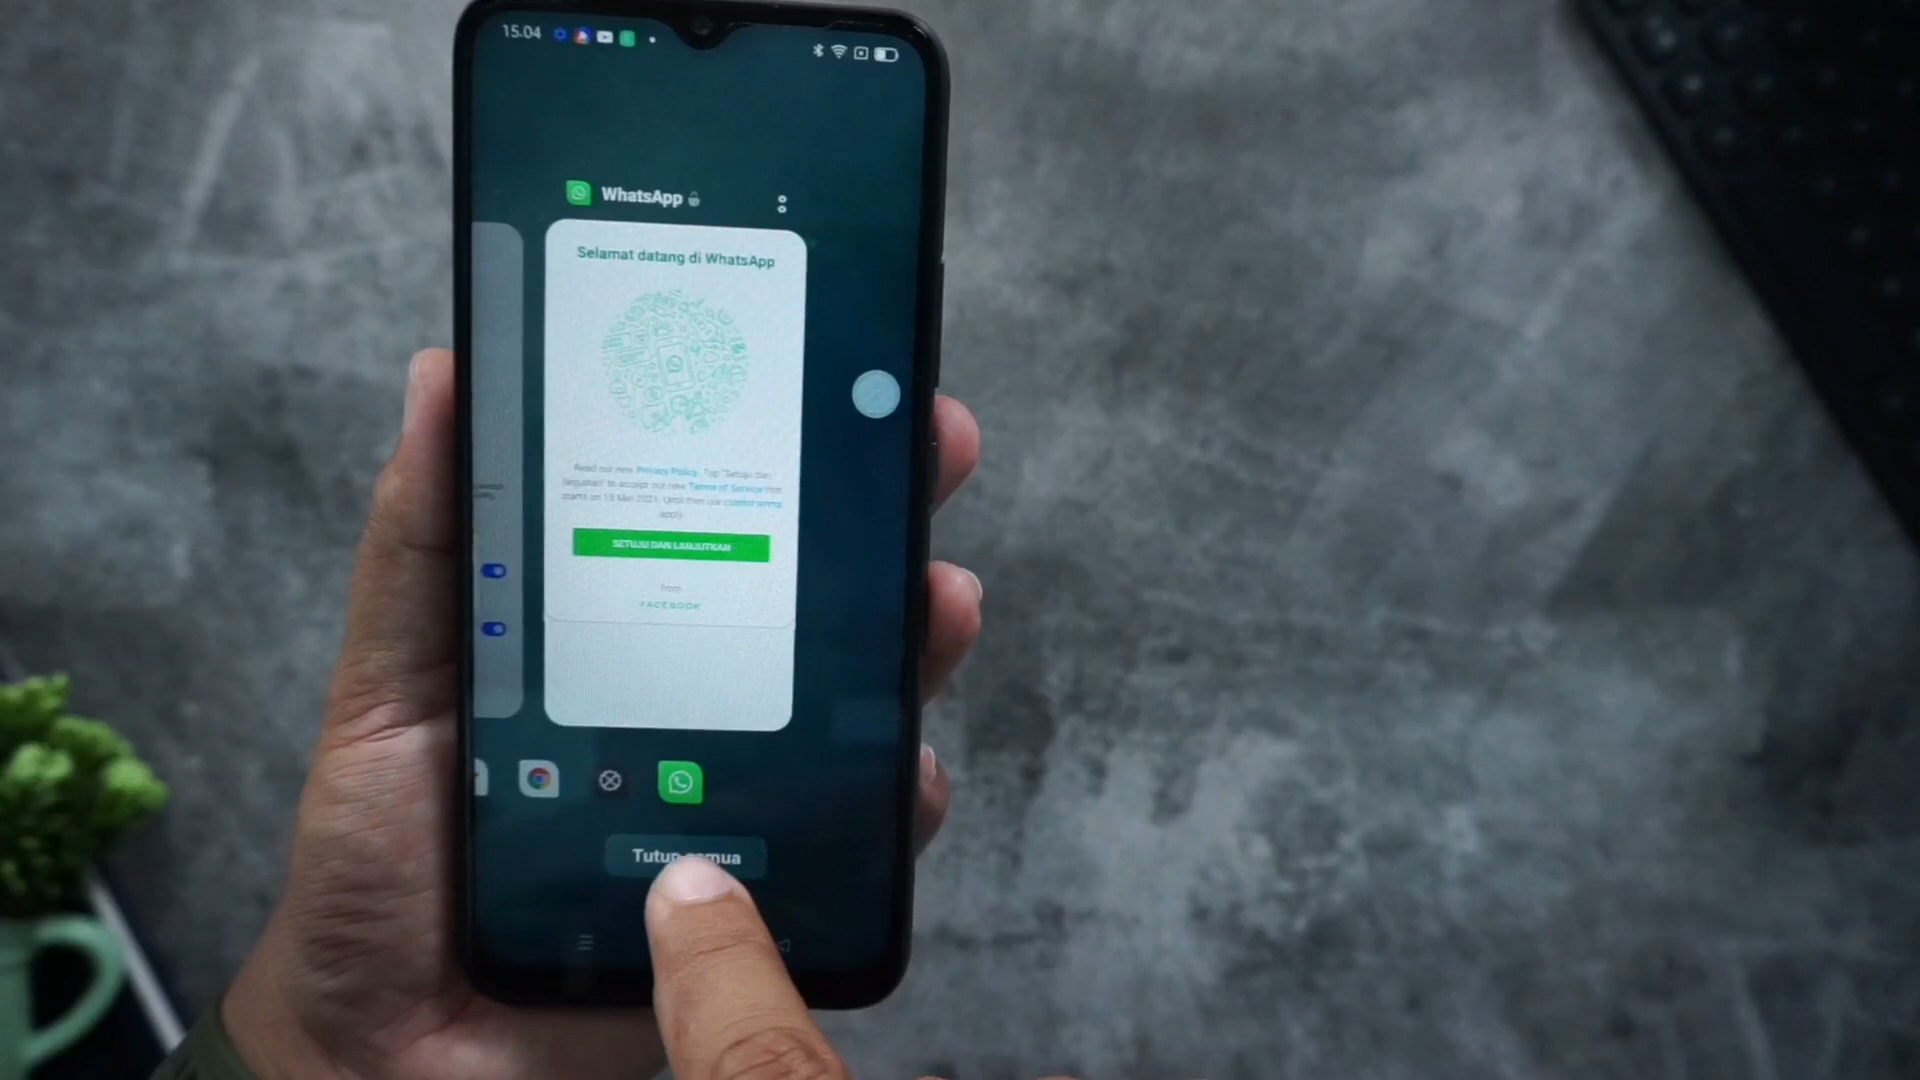 15.04
WhatsApp
Selamat datang di WhatsApp
Read our new Privacy Policy. Tap "Setuju dan
lanjutkan" to accept our new Terms of Service that
starts on 15 Mei 2021. Until then our current terms
apply.
SETUJU DAN LANJUTKAN
from
FACEBOOK
Tutup semua